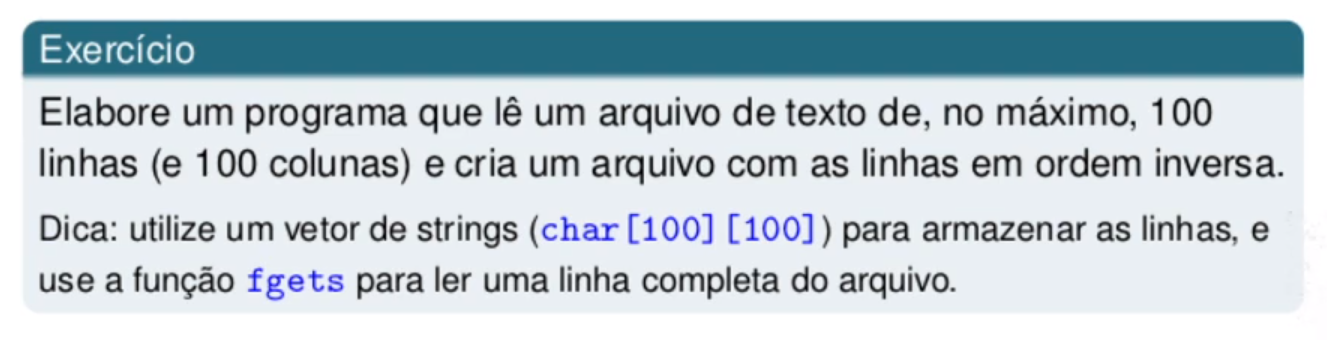 Exercício
Elabore um programa que lê um arquivo de texto de, no máximo, 100
linhas (e 100 colunas) e cria um arquivo com as linhas em ordem inversa.
Dica: utilize um vetor de strings (char[100][100]) para armazenar as linhas, e
use a função fgets para ler uma linha completa do arquivo.